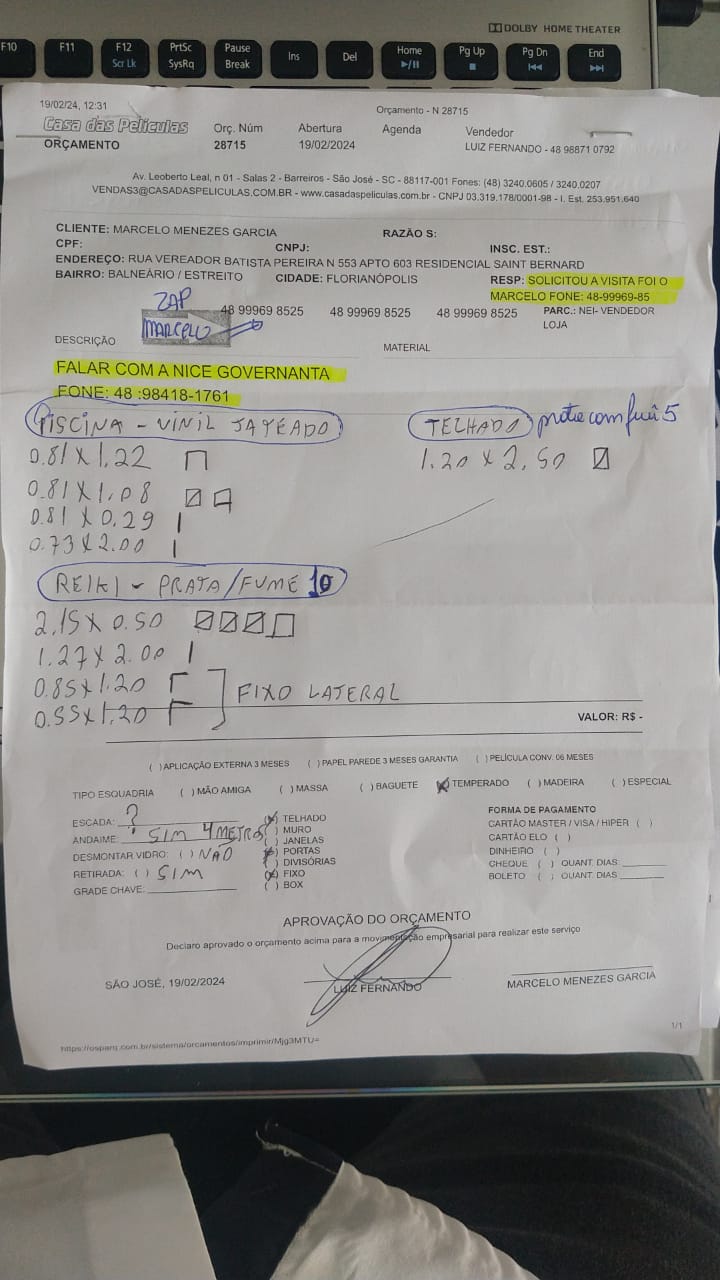 DOLBY HOME THEATER
F10 F11 F12 PrtSc Pause Ins Del Home Pg Up Pg Dn End
Scr Lk SysRq Break
19/02/24, 12:31 Orçamento - N 28715
Casa das Películas Orç. Núm Abertura Agenda Vendedor
ORÇAMENTO 28715 19/02/2024 LUIZ FERNANDO - 48 98871 0792
Av. Leoberto Leal, n 01 - Salas 2 - Barreiros - São José - SC - 88117-001 Fones: (48) 3240.0605 / 3240.0207
VENDAS3@CASADASPELICULAS.COM.BR - www.casadaspeliculas.com.br - CNPJ 03.319.178/0001-98 - I. Est. 253.951.640
CLIENTE: MARCELO MENEZES GARCIA RAZÃO S:
CPF: CNPJ: INSC. EST.:
ENDEREÇO: RUA VEREADOR BATISTA PEREIRA N 553 APTO 603 RESIDENCIAL SAINT BERNARD
BAIRRO: BALNEÁRIO / ESTREITO CIDADE: FLORIANÓPOLIS RESP: SOLICITOU A VISITA FOI O
MARCELO FONE: 48-99969-85
ZAP
48 99969 8525 48 99969 8525 48 99969 8525 PARC.: NEI- VENDEDOR
MARCELO LOJA
DESCRIÇÃO MATERIAL
FALAR COM A NICE GOVERNANTA
FONE: 48 :98418-1761
PISCINA - VINIL JATEADO TELHADO
0.81 X 1.22 1.20 X 2.50
0.81 X 1.08
0.81 X 0.29
0.73 X 2.00
REIKI - PRATA/FUME 10
2.15 X 0.50
1.27 X 2.00
0.85 X 1.20 FIXO LATERAL
0.55 X 1.20
VALOR: R$ -
( ) APLICAÇÃO EXTERNA 3 MESES ( ) PAPEL PAREDE 3 MESES GARANTIA ( ) PELÍCULA CONV. 06 MESES
TIPO ESQUADRIA ( ) MÃO AMIGA ( ) MASSA ( ) BAGUETE (X) TEMPERADO ( ) MADEIRA ( ) ESPECIAL
ESCADA: ? (X) TELHADO FORMA DE PAGAMENTO
ANDAIME: SIM 4 METROS ( ) MURO CARTÃO MASTER / VISA / HIPER ( )
( ) JANELAS CARTÃO ELO ( )
DESMONTAR VIDRO: ( ) NÃO (X) PORTAS DINHEIRO ( )
( ) DIVISÓRIAS CHEQUE ( ) QUANT. DIAS:
RETIRADA: ( ) SIM (X) FIXO BOLETO ( ) QUANT. DIAS
GRADE CHAVE: ( ) BOX
APROVAÇÃO DO ORÇAMENTO
Declaro aprovado o orçamento acima para a movimentação empresarial para realizar este serviço
SÃO JOSÉ, 19/02/2024 LUIZ FERNANDO MARCELO MENEZES GARCIA
1/1
https://osparq.com.br/sistema/orcamentos/imprimir/Mjg3MTU=